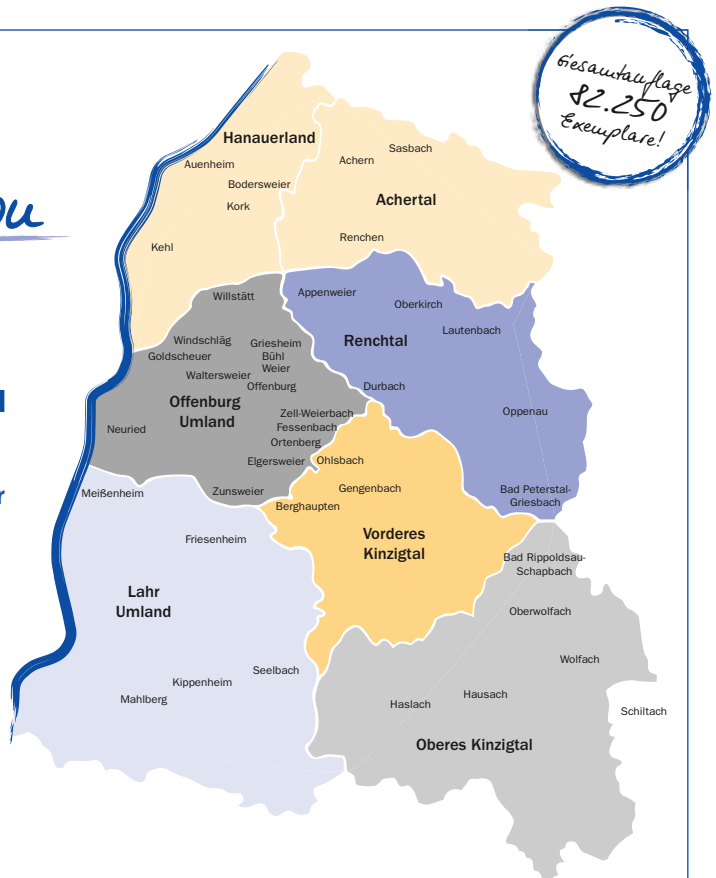 Gesamtauflage
82.250
Exemplare!
Hanauerland
Auenheim
Bodersweier
Kork
Kehl
Sasbach
Achern
Achertal
Renchen
Willstätt
Appenweier
Oberkirch
Lautenbach
Renchtal
Durbach
Oppenau
Bad Peterstal-
Griesbach
Windschläg
Goldscheuer
Griesheim
Bühl
Weier
Waltersweier
Offenburg
Offenburg
Umland
Neuried
Zell-Weierbach
Fessenbach
Ortenberg
Elgersweier
Zunsweier
Ohlsbach
Gengenbach
Berghaupten
Vorderes
Kinzigtal
Meißenheim
Friesenheim
Lahr
Umland
Seelbach
Kippenheim
Mahlberg
Bad Rippoldsau-
Schapbach
Oberwolfach
Wolfach
Hausach
Haslach
Schiltach
Oberes Kinzigtal